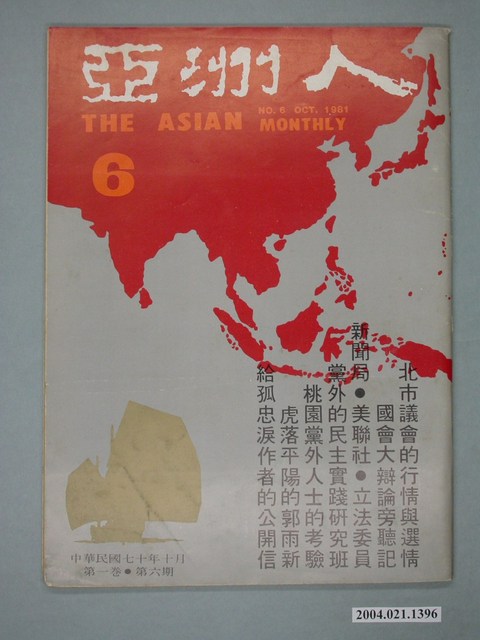 亞洲人
NO. 6 OCT. 1981
THE ASIAN MONTHLY
6
北市議會的行情與選情
國會大辯論旁聽記
新聞局●美聯社●立法委員
黨外的民主實踐研究班
桃園黨外人士的考驗
虎落平陽的郭雨新
給孤忠淚作者的公開信
中華民國七十年十月
第一卷●第六期
2004.021.1396